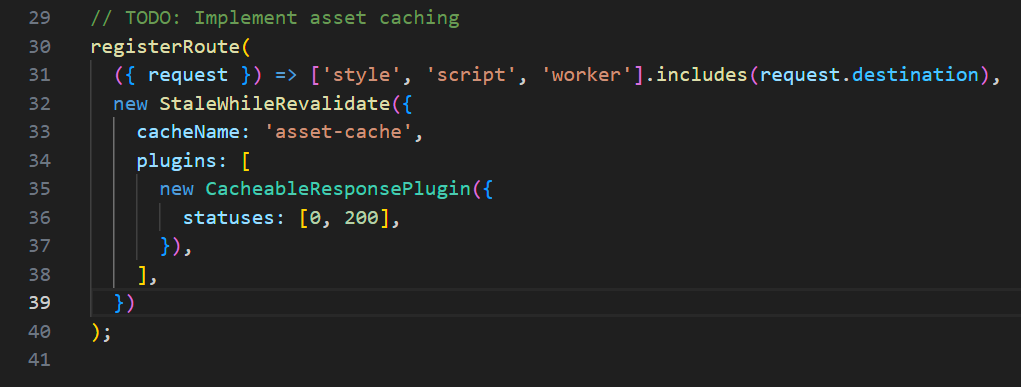 29 // TODO: Implement asset caching
30 registerRoute(
31   ({ request }) => ['style', 'script', 'worker'].includes(request.destination),
32   new StaleWhileRevalidate({
33     cacheName: 'asset-cache',
34     plugins: [
35       new CacheableResponsePlugin({
36         statuses: [0, 200],
37       }),
38     ],
39   })
40 );
41